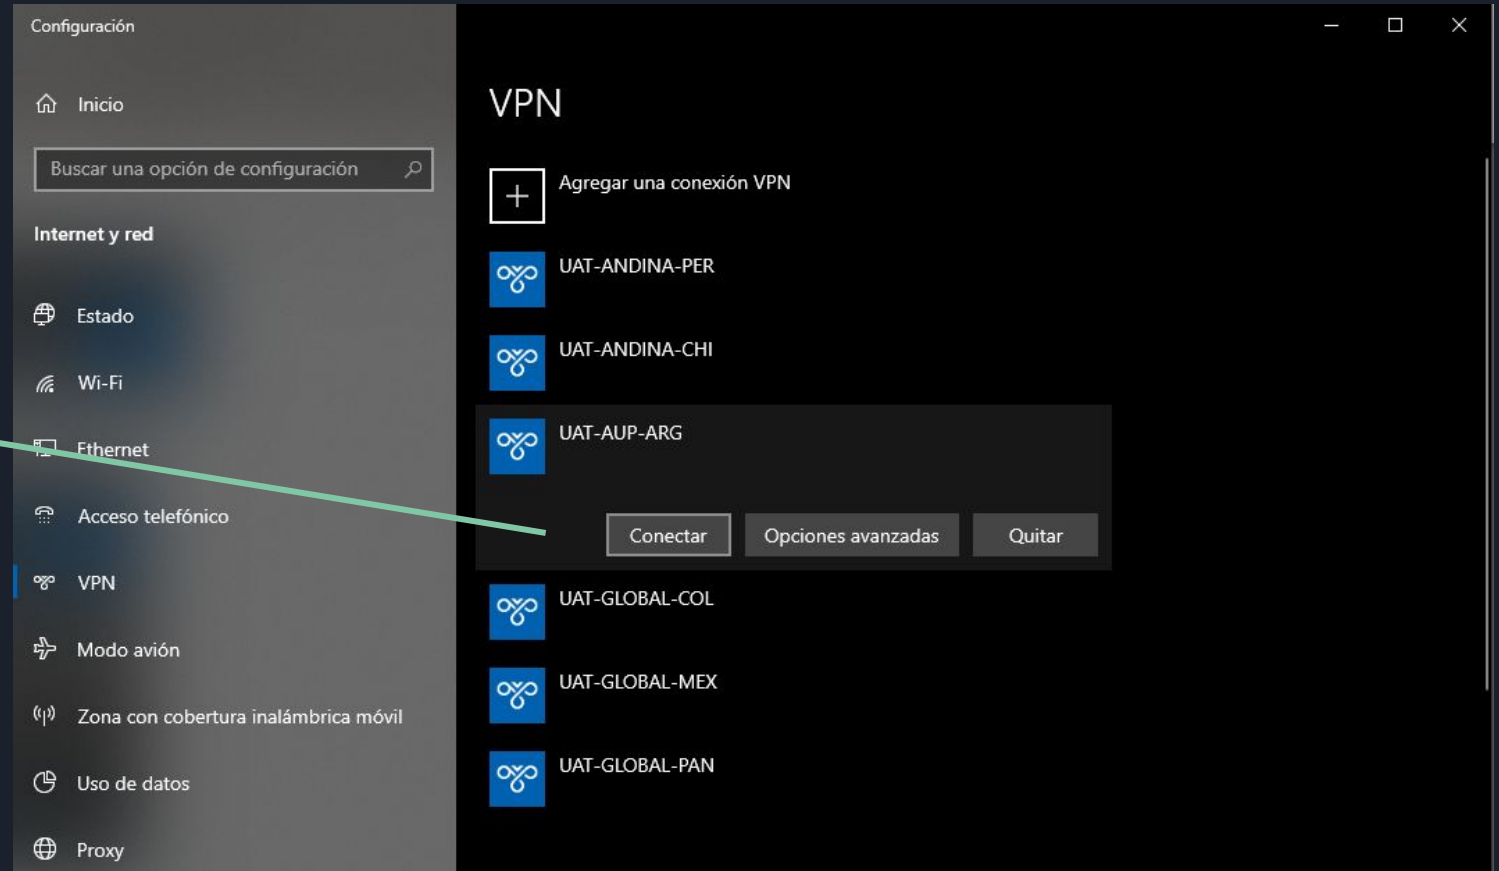 Configuración
Inicio
Buscar una opción de configuración
Internet y red
Estado
Wi-Fi
Ethernet
Acceso telefónico
VPN
Modo avión
Zona con cobertura inalámbrica móvil
Uso de datos
Proxy
VPN
Agregar una conexión VPN
UAT-ANDINA-PER
UAT-ANDINA-CHI
UAT-AUP-ARG
Conectar Opciones avanzadas Quitar
UAT-GLOBAL-COL
UAT-GLOBAL-MEX
UAT-GLOBAL-PAN